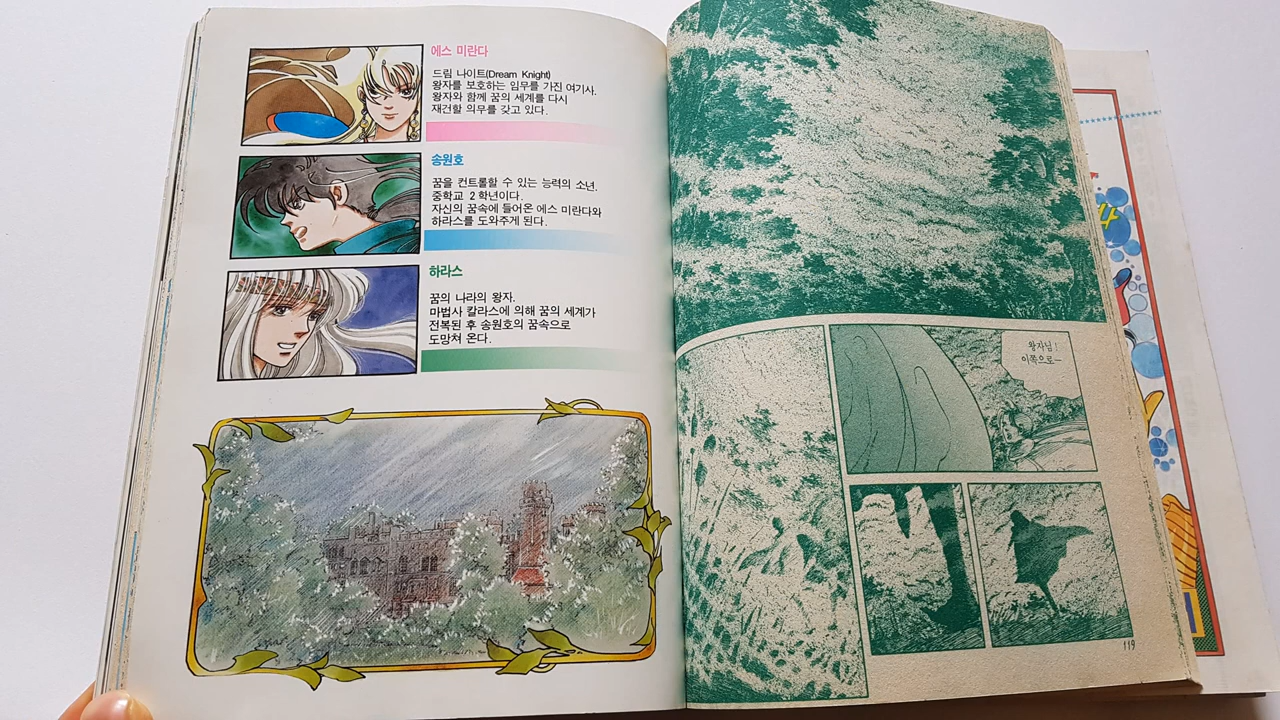 에스 미란다
드림 나이트(Dream Knight)
왕자를 보호하는 임무를 가진 여기사.
왕자와 함께 꿈의 세계를 다시
재건할 의무를 갖고 있다.
송원호
꿈을 컨트롤할 수 있는 능력의 소년.
중학교 2학년이다.
자신의 꿈속에 들어온 에스 미란다와
하라스를 도와주게 된다.
하라스
꿈의 나라의 왕자.
마법사 칼라스에 의해 꿈의 세계가
전복된 후 송원호의 꿈속으로
도망쳐 온다.
왕자님!
이쪽으로—
119